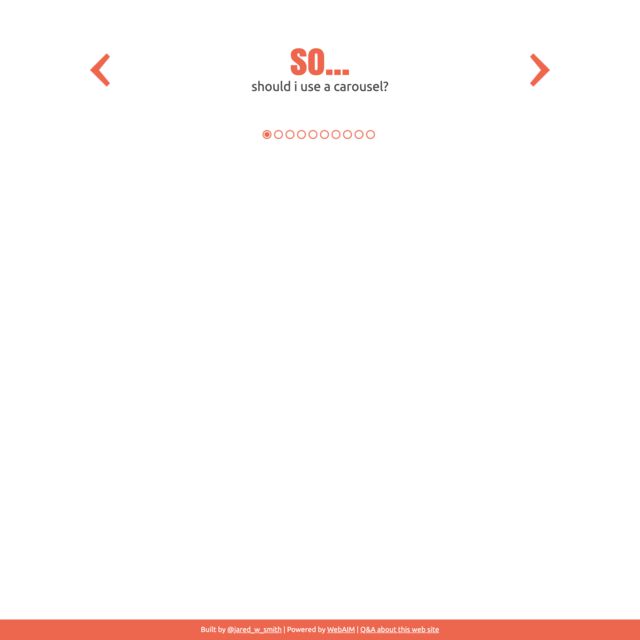 SO...
should i use a carousel?
Built by @jared_w_smith | Powered by WebAIM | Q&A about this web site